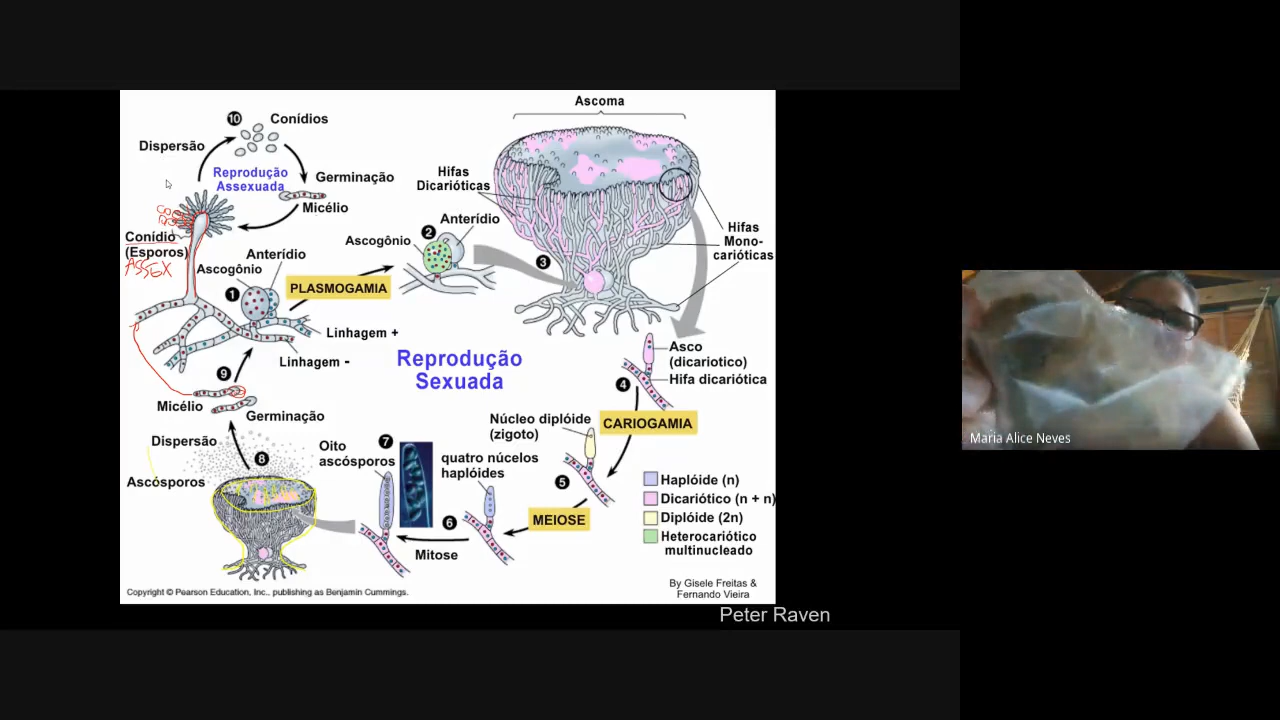 Ascoma
10
Conídios
Dispersão
Reprodução
Assexuada
Germinação
Micélio
Hifas
Dicarióticas
Conídio
(Esporos)
ASSEX
Anterídio
Ascogônio
1
PLASMOGAMIA
2
Anterídio
Ascogônio
3
Hifas
Mono-
carióticas
Linhagem +
Linhagem -
Reprodução
Sexuada
Asco
(dicariotico)
Hifa dicariótica
4
CARIOGAMIA
9
Micélio
Germinação
Dispersão
8
Ascósporos
Oito
ascósporos
7
quatro núcelos
haplóides
Núcleo diplóide
(zigoto)
5
MEIOSE
6
Mitose
Haplóide (n)
Dicariótico (n + n)
Diplóide (2n)
Heterocariótico
multinucleado
By Gisele Freitas &
Fernando Vieira
Copyright © Pearson Education, Inc., publishing as Benjamin Cummings.
Peter Raven
Maria Alice Neves